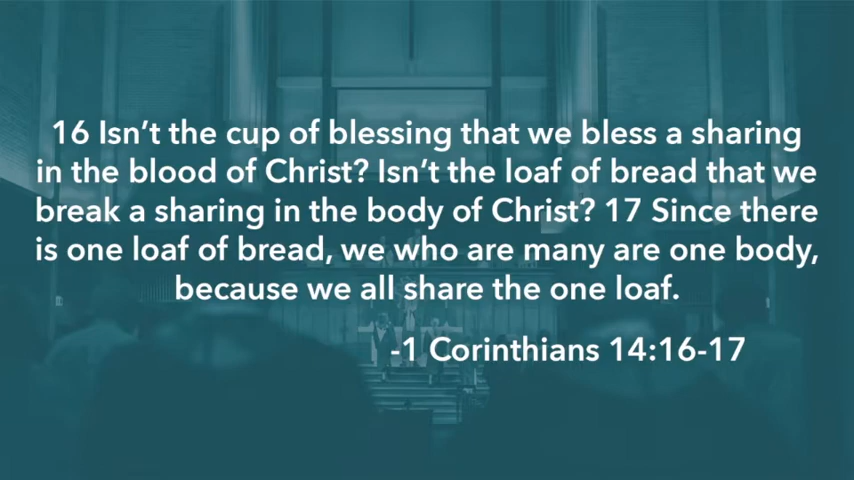 16 Isn’t the cup of blessing that we bless a sharing
in the blood of Christ? Isn’t the loaf of bread that we
break a sharing in the body of Christ? 17 Since there
is one loaf of bread, we who are many are one body,
because we all share the one loaf.
-1 Corinthians 14:16-17